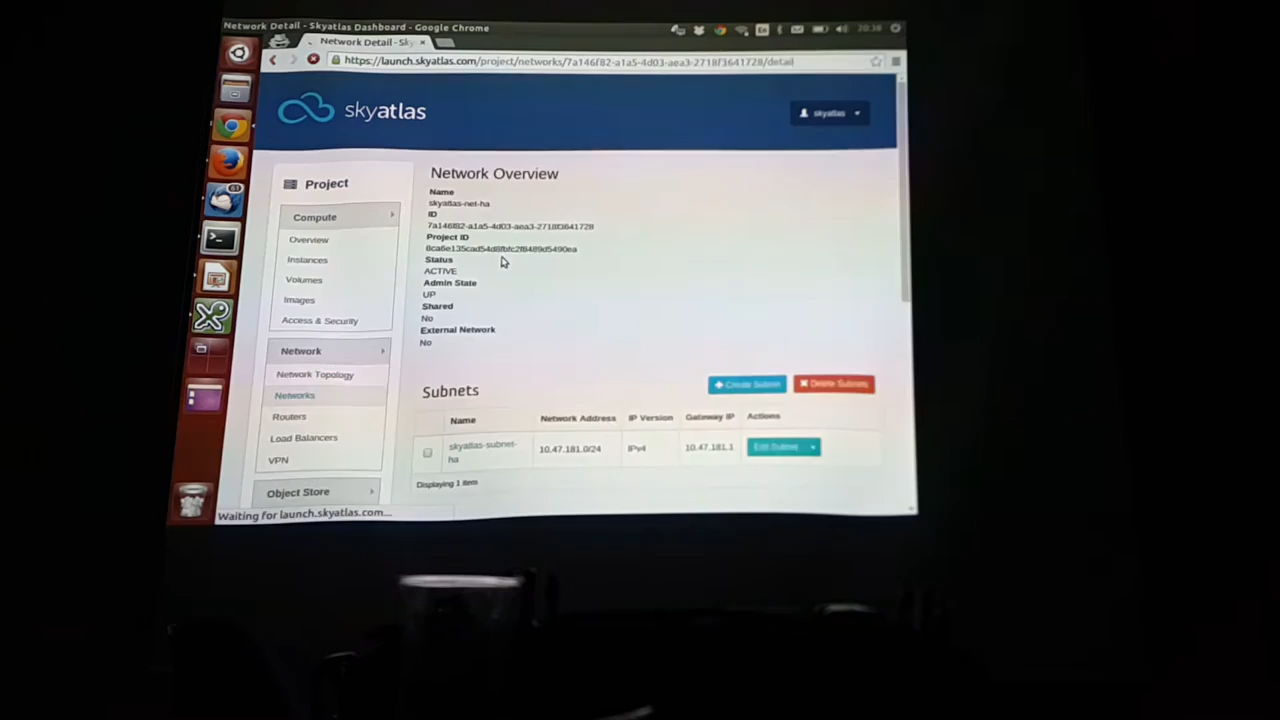 Network Detail - Skyatlas Dashboard - Google Chrome
En
20:38
Network Detail - Sky
https://launch.skyatlas.com/project/networks/7a146f82-a1a5-4d03-aea3-2718f3641728/detail
skyatlas
skyatlas
Project
Compute
Overview
Instances
Volumes
Images
Access & Security
Network
Network Topology
Networks
Routers
Load Balancers
VPN
Object Store
Network Overview
Name
skyatlas-net-ha
ID
7a146f82-a1a5-4d03-aea3-2718f3641728
Project ID
Status
ACTIVE
Admin State
UP
Shared
No
External Network
No
Subnets
Create Subnet
Delete Subnets
Name Network Address IP Version Gateway IP Actions
skyatlas-subnet-
ha
10.47.181.0/24 IPv4 10.47.181.1 Edit Subnet
Displaying 1 item
Waiting for launch.skyatlas.com...